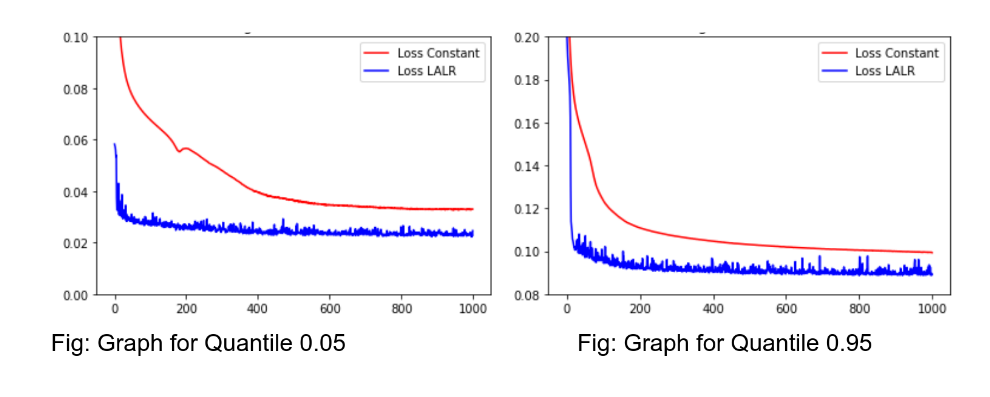 0.10
0.08
0.06
0.04
0.02
0.00
0 200 400 600 800 1000
Loss Constant
Loss LALR
Fig: Graph for Quantile 0.05
0.20
0.18
0.16
0.14
0.12
0.10
0.08
0 200 400 600 800 1000
Loss Constant
Loss LALR
Fig: Graph for Quantile 0.95